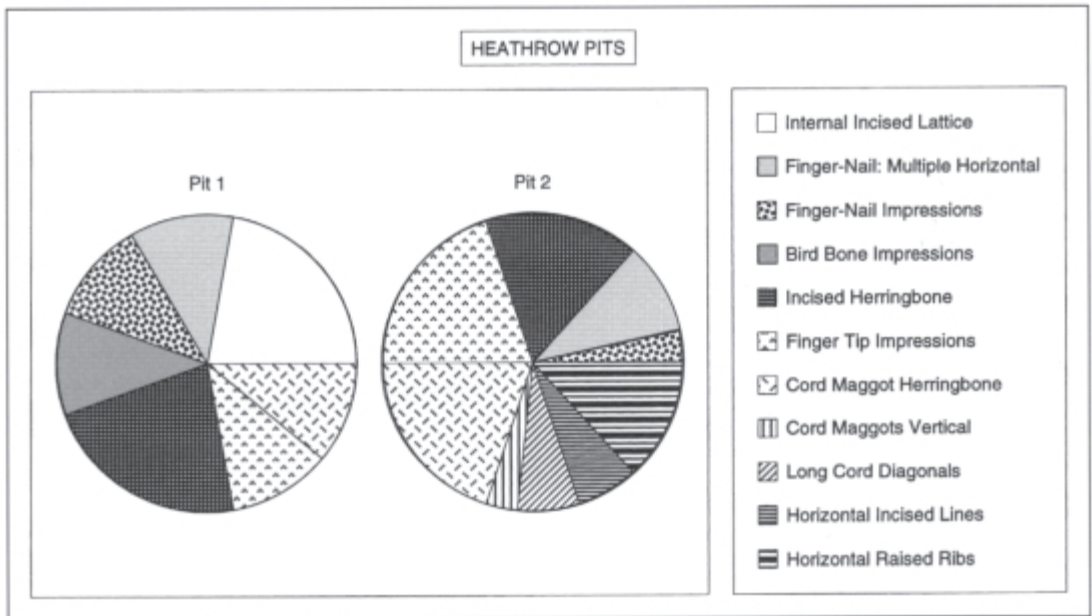 HEATHROW PITS
Pit 1
Pit 2
Internal Incised Lattice
Finger-Nail: Multiple Horizontal
Finger-Nail Impressions
Bird Bone Impressions
Incised Herringbone
Finger Tip Impressions
Cord Maggot Herringbone
Cord Maggots Vertical
Long Cord Diagonals
Horizontal Incised Lines
Horizontal Raised Ribs